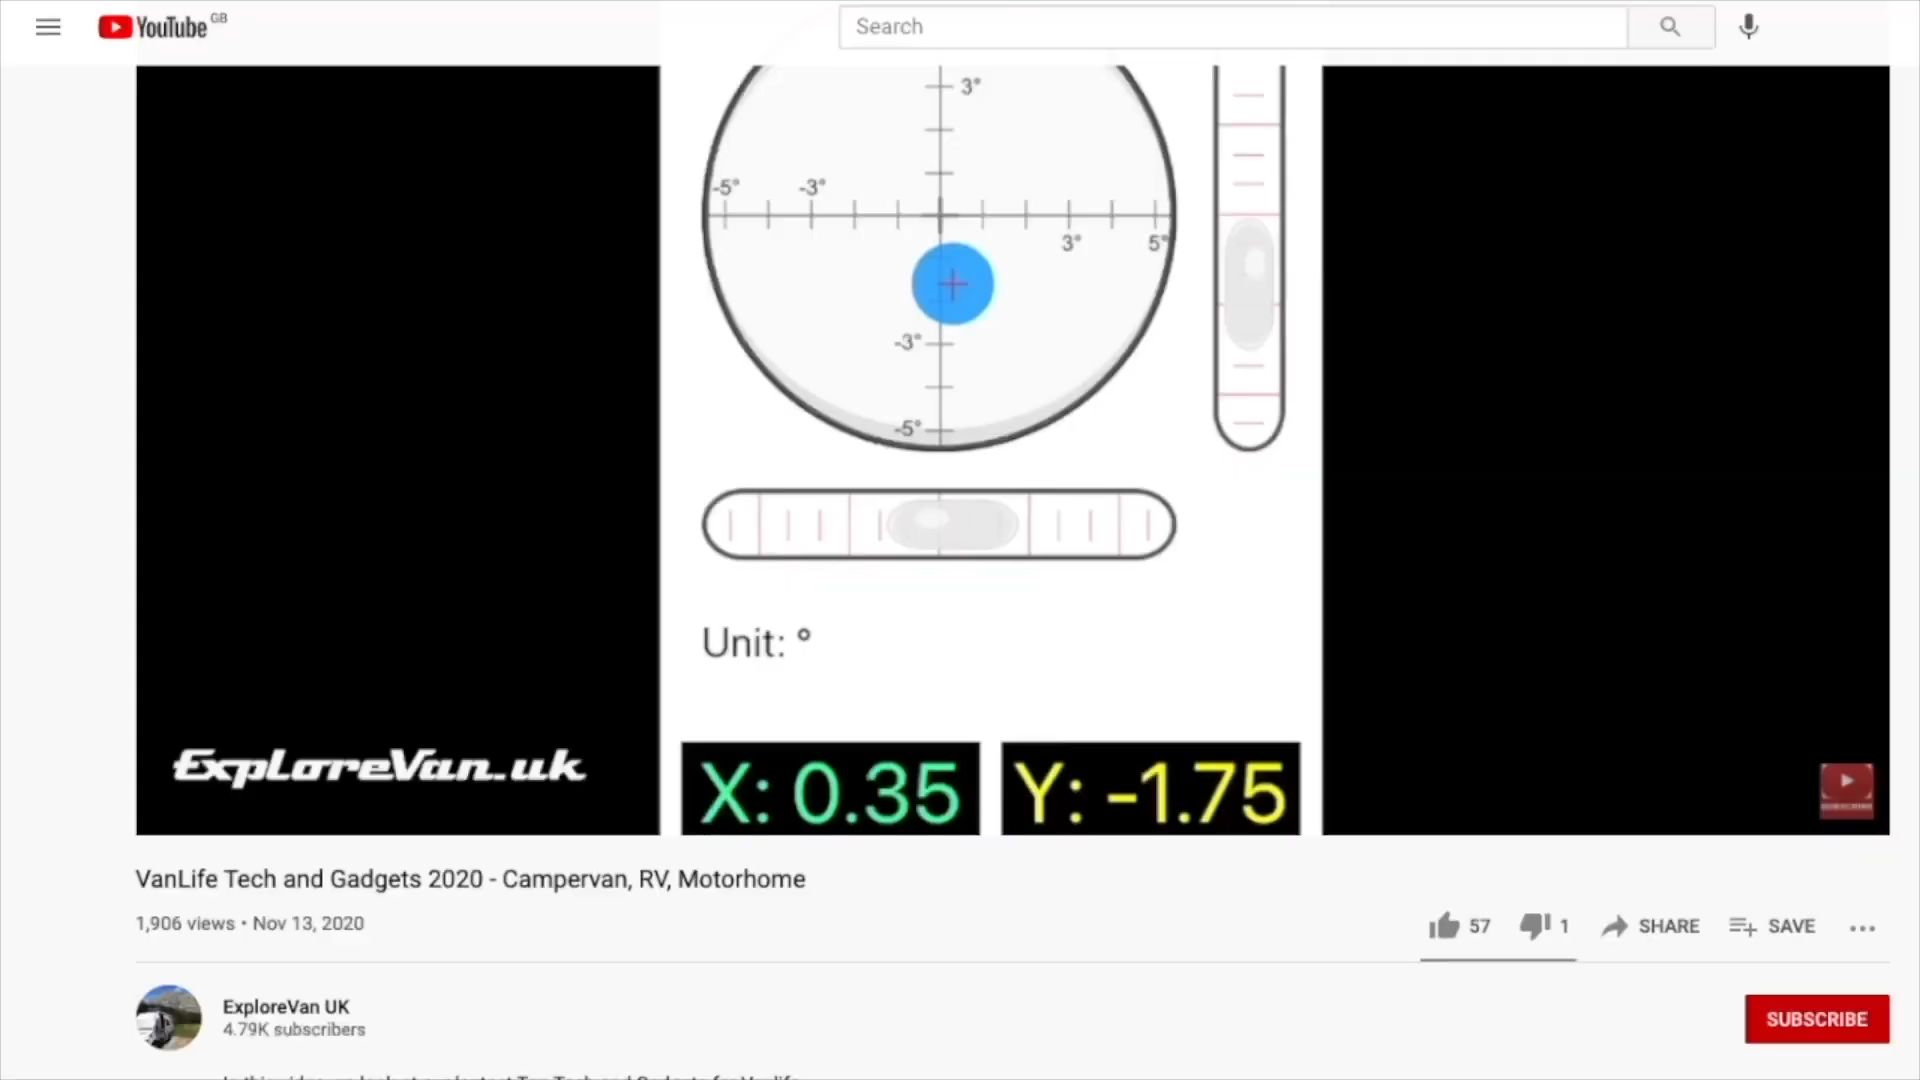 YouTube GB
Search
3°
-5° -3°
3° 5°
-3°
-5°
Unit: °
ExploreVan.uk
X: 0.35 Y: -1.75
SUBSCRIBE
VanLife Tech and Gadgets 2020 - Campervan, RV, Motorhome
1,906 views • Nov 13, 2020
57 1 SHARE SAVE
ExploreVan UK
4.79K subscribers
SUBSCRIBE